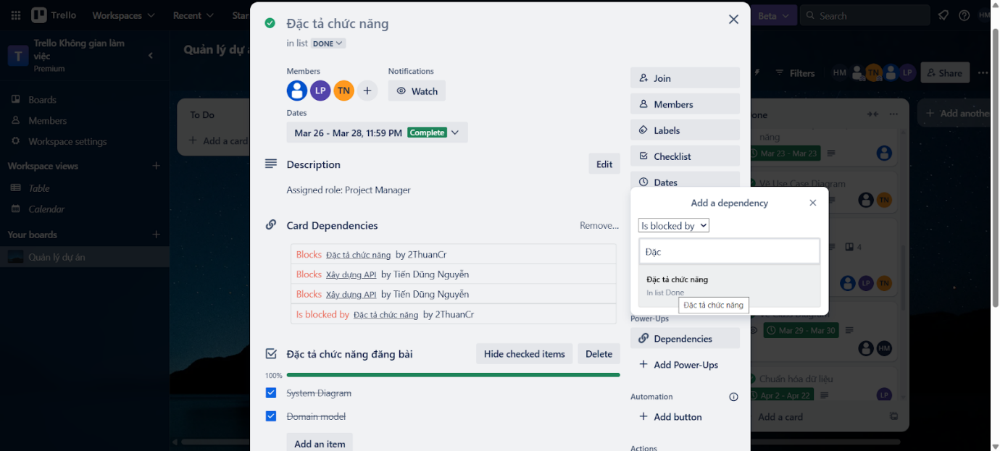 Trello
Workspaces
Recent
Beta
Search
HM
T
Trello Không gian làm
việc
Premium
Quản lý dự
Filters
HM
TN
LP
Share
Boards
Members
Workspace settings
Workspace views
Table
Calendar
Your boards
Quản lý dự án
To Do
Add a card
Đặc tả chức năng
in list DONE
Members
Notifications
LP
TN
Watch
Dates
Mar 26 - Mar 28, 11:59 PM Complete
Description
Edit
Assigned role: Project Manager
Card Dependencies
Remove...
Blocks Đặc tả chức năng by 2ThuanCr
Blocks Xây dựng API by Tiến Dũng Nguyễn
Blocks Xây dựng API by Tiến Dũng Nguyễn
Is blocked by Đặc tả chức năng by 2ThuanCr
Đặc tả chức năng đăng bài
Hide checked items
Delete
100%
System Diagram
Domain model
Add an item
Join
Members
Labels
Checklist
Dates
Add a dependency
Is blocked by
Đặc
Đặc tả chức năng
In list Done
Đặc tả chức năng
Power-Ups
Dependencies
Add Power-Ups
Automation
Add button
Actions
Add another
năng
Mar 23 - Mar 23
Vẽ Use Case Diagram
TN
4
LP
TN
Vẽ Class Diagram
Mar 29 - Mar 30
HM
Chuẩn hóa dữ liệu
Apr 2 - Apr 22
LP
Add a card